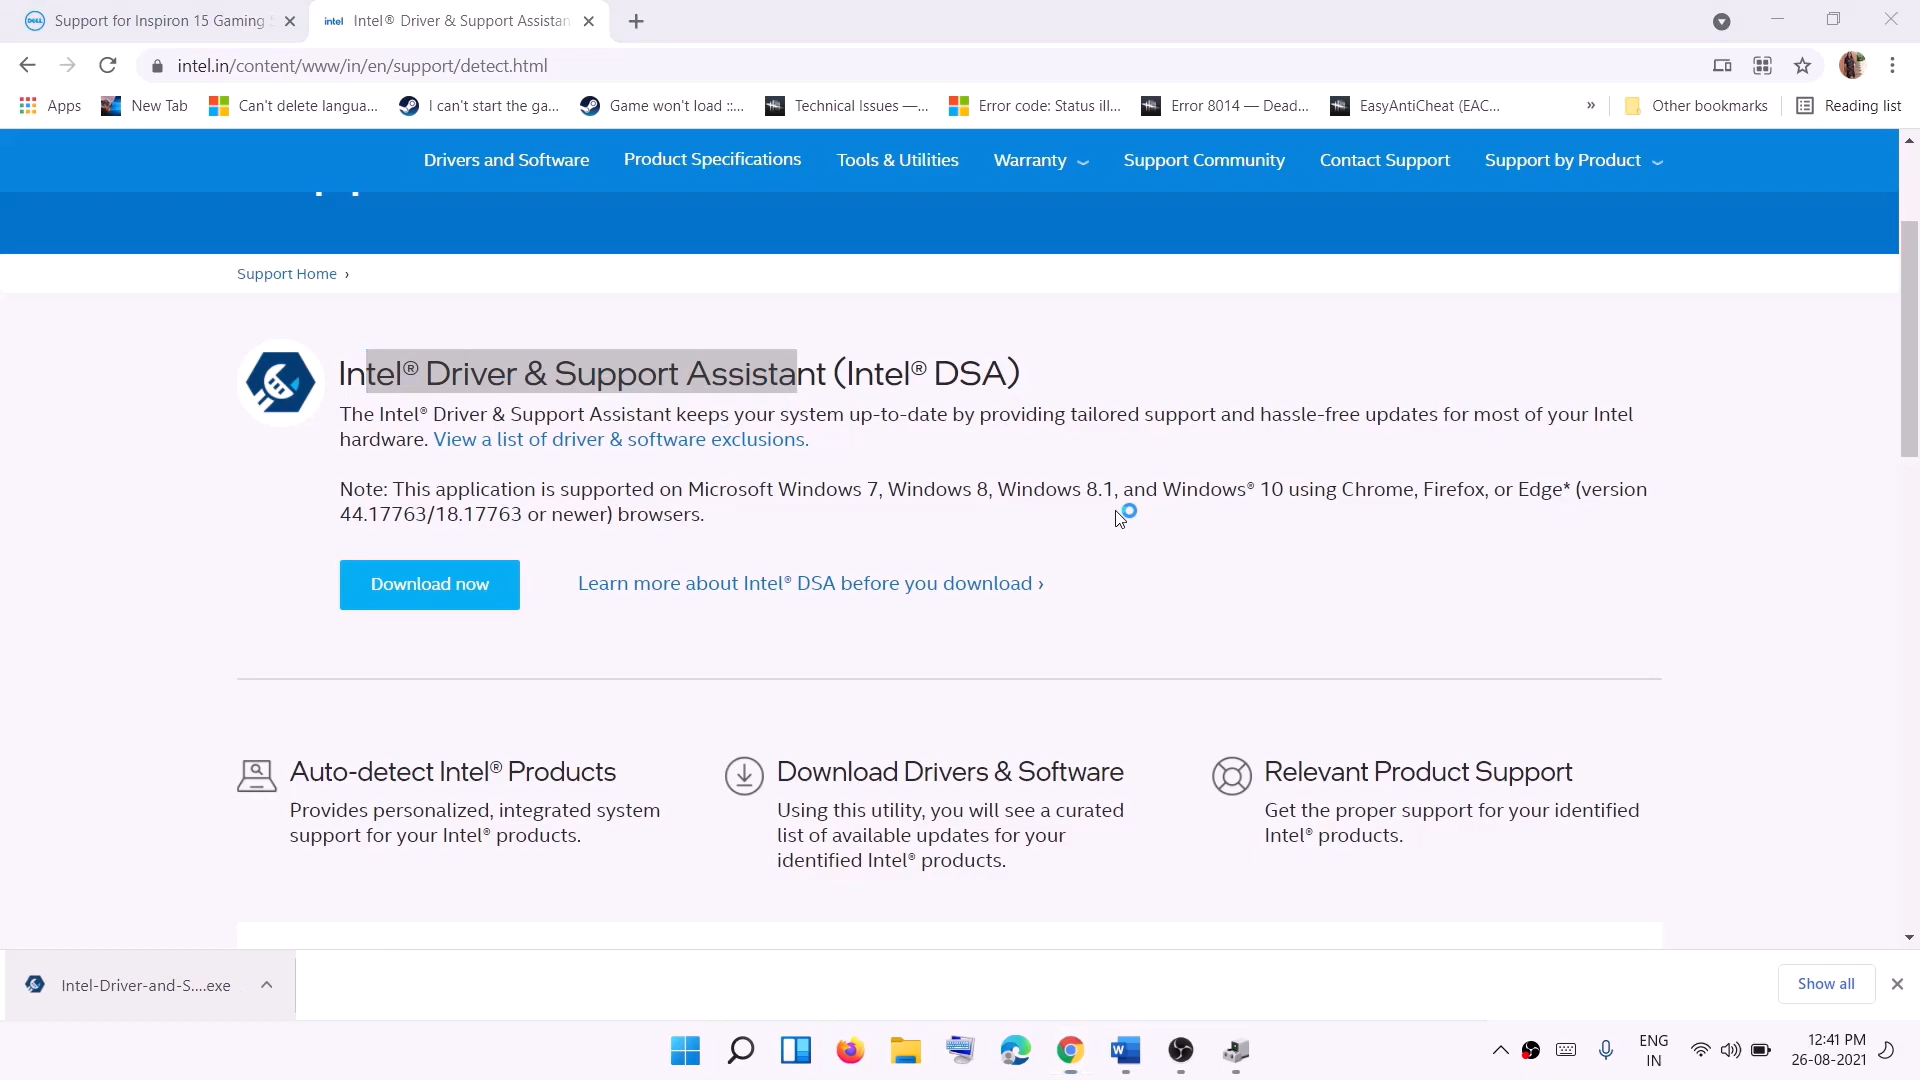 Support for Inspiron 15 Gaming
intel Intel® Driver & Support Assistan
intel.in/content/www/in/en/support/detect.html
Apps New Tab Can't delete langua... I can't start the ga... Game won't load ::... Technical Issues —... Error code: Status ill... Error 8014 — Dead... EasyAntiCheat (EAC... » Other bookmarks Reading list
Drivers and Software Product Specifications Tools & Utilities Warranty Support Community Contact Support Support by Product
Support Home ›
Intel® Driver & Support Assistant (Intel® DSA)
The Intel® Driver & Support Assistant keeps your system up-to-date by providing tailored support and hassle-free updates for most of your Intel
hardware. View a list of driver & software exclusions.
Note: This application is supported on Microsoft Windows 7, Windows 8, Windows 8.1, and Windows® 10 using Chrome, Firefox, or Edge* (version
44.17763/18.17763 or newer) browsers.
Download now Learn more about Intel® DSA before you download ›
Auto-detect Intel® Products
Provides personalized, integrated system
support for your Intel® products.
Download Drivers & Software
Using this utility, you will see a curated
list of available updates for your
identified Intel® products.
Relevant Product Support
Get the proper support for your identified
Intel® products.
Intel-Driver-and-S....exe
Show all
ENG
IN
12:41 PM
26-08-2021